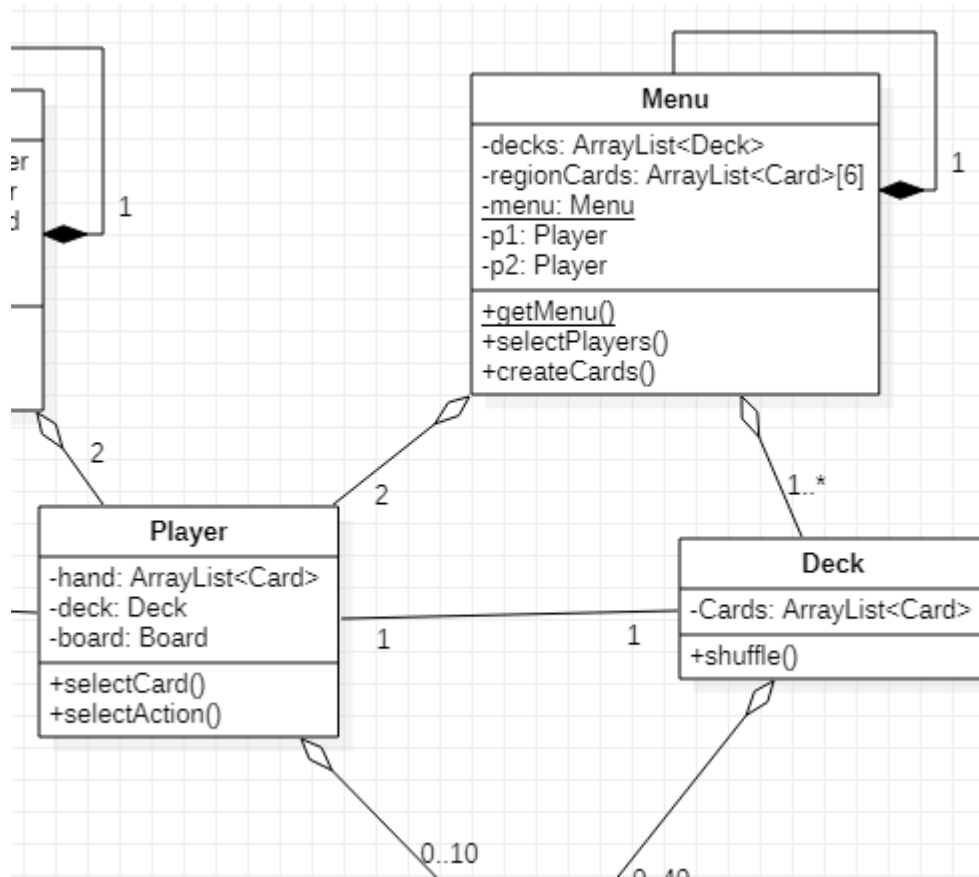 Menu
-decks: ArrayList<Deck>
-regionCards: ArrayList<Card>[6]
-menu: Menu
-p1: Player
-p2: Player
+getMenu()
+selectPlayers()
+createCards()
1
er
r
d
1
2
2
1..*
Player
-hand: ArrayList<Card>
-deck: Deck
-board: Board
+selectCard()
+selectAction()
1
1
Deck
-Cards: ArrayList<Card>
+shuffle()
0..10